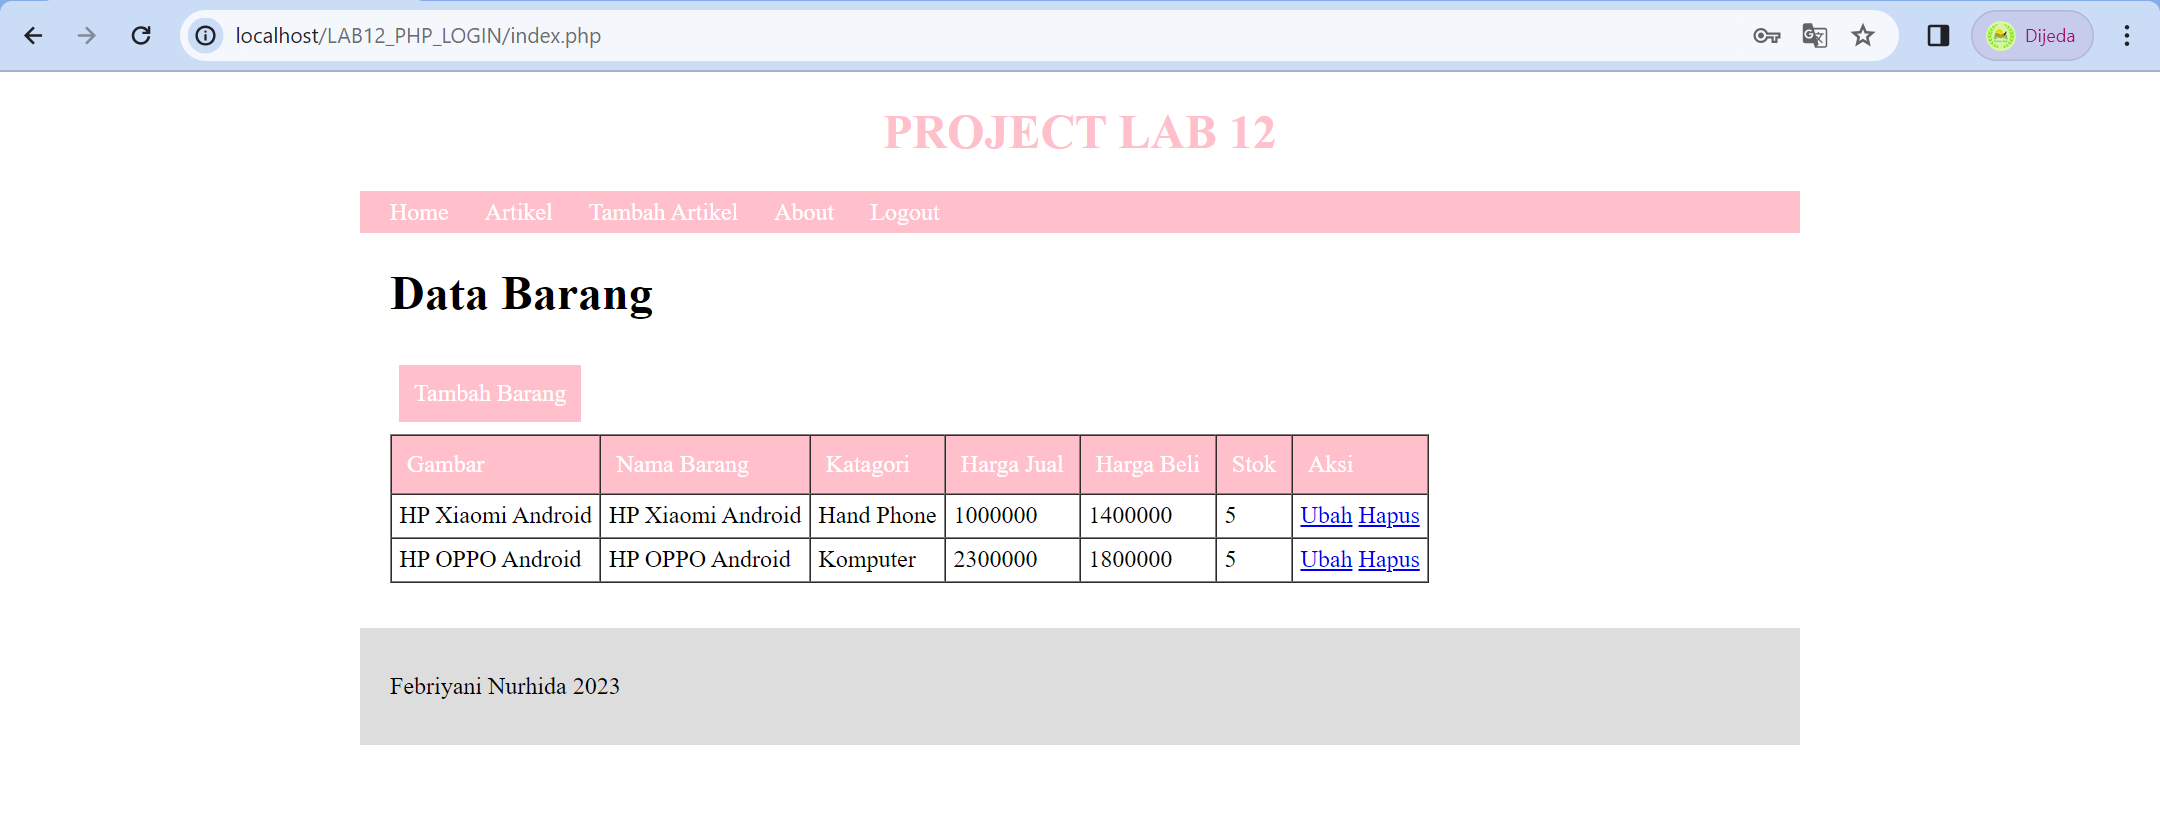 localhost/LAB12_PHP_LOGIN/index.php
Dijeda
PROJECT LAB 12
Home Artikel Tambah Artikel About Logout
Data Barang
Tambah Barang
Gambar Nama Barang Katagori Harga Jual Harga Beli Stok Aksi
HP Xiaomi Android HP Xiaomi Android Hand Phone 1000000 1400000 5 Ubah Hapus
HP OPPO Android HP OPPO Android Komputer 2300000 1800000 5 Ubah Hapus
Febriyani Nurhida 2023